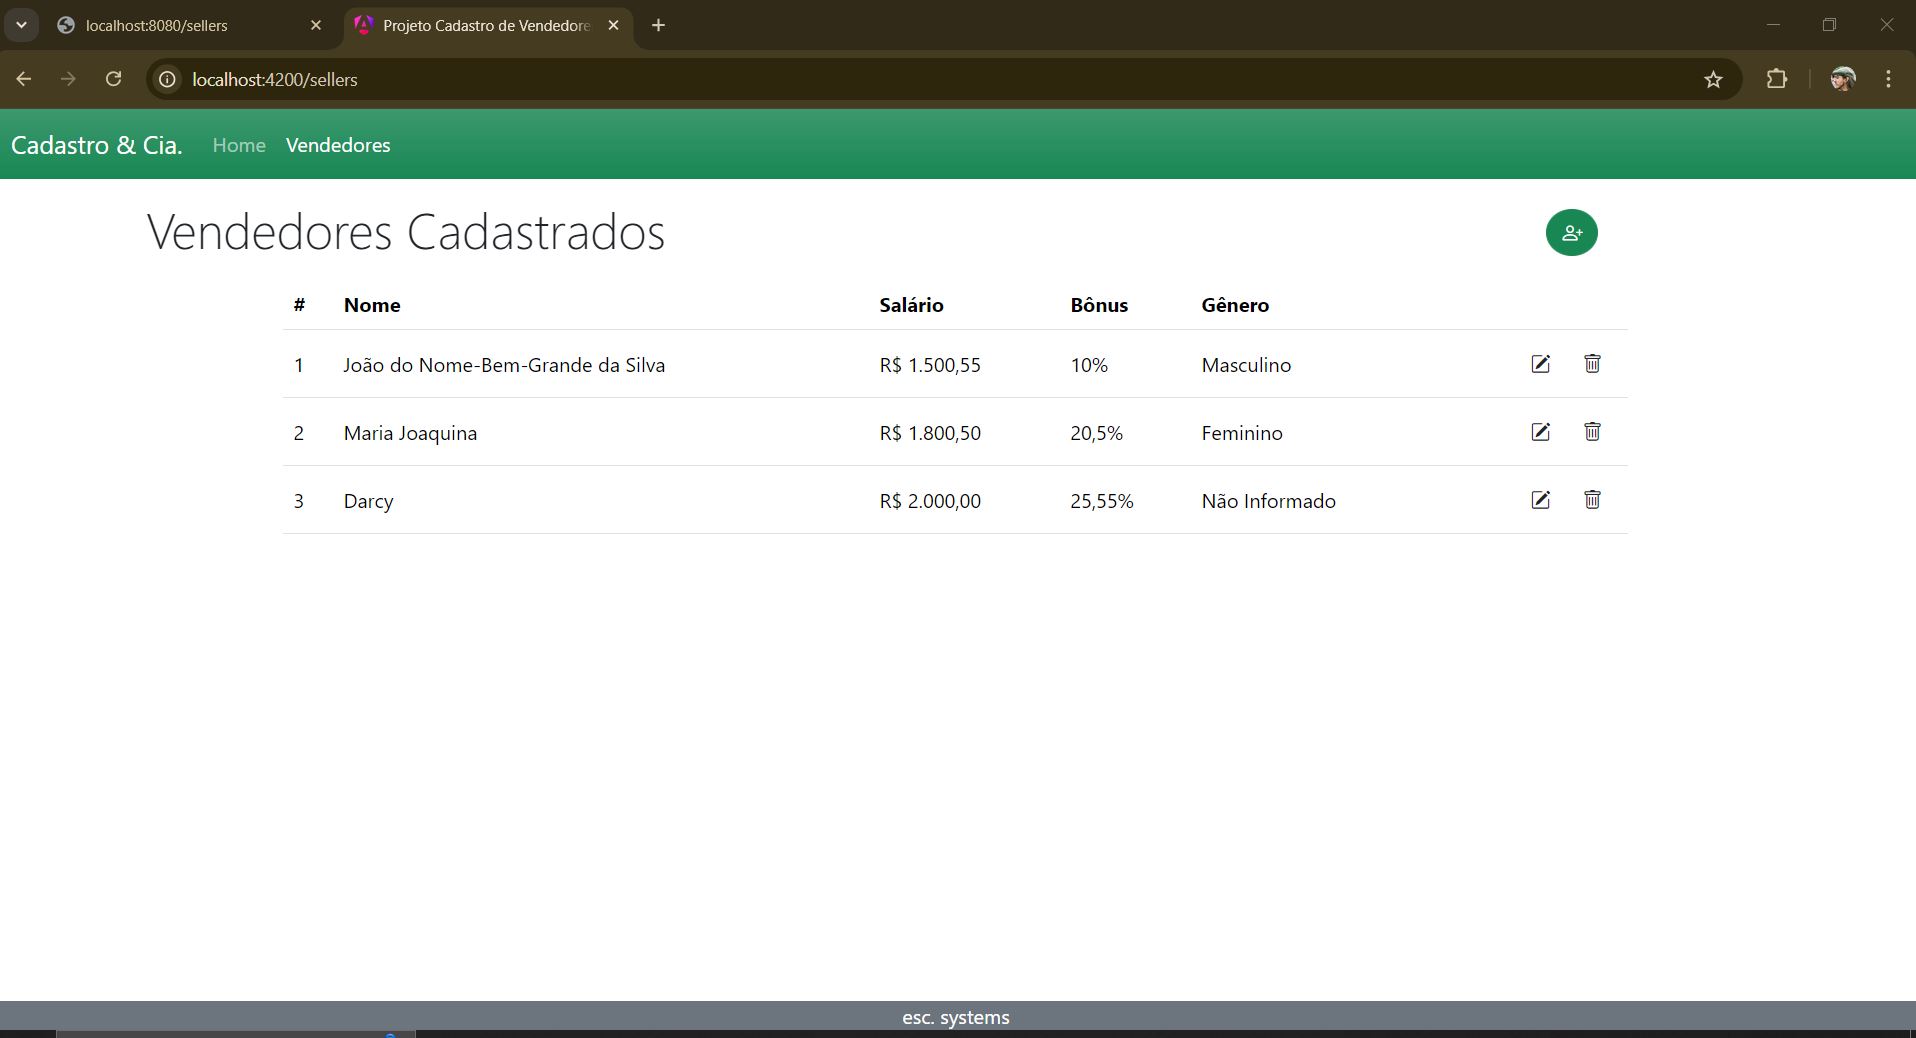 localhost:8080/sellers
Projeto Cadastro de Vendedore
localhost:4200/sellers
Cadastro & Cia. Home Vendedores
Vendedores Cadastrados
# Nome Salário Bônus Gênero
1 João do Nome-Bem-Grande da Silva R$ 1.500,55 10% Masculino
2 Maria Joaquina R$ 1.800,50 20,5% Feminino
3 Darcy R$ 2.000,00 25,55% Não Informado
esc. systems